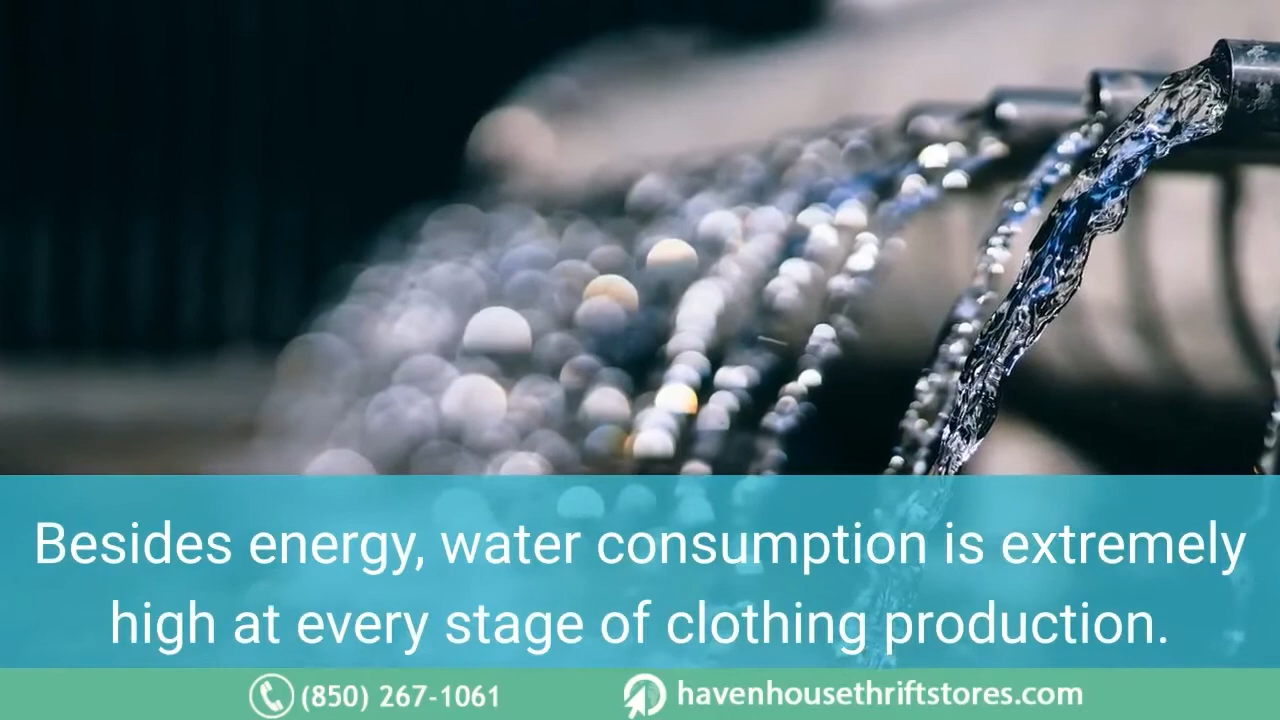 Besides energy, water consumption is extremely
high at every stage of clothing production.
(850) 267-1061 havenhousethriftstores.com